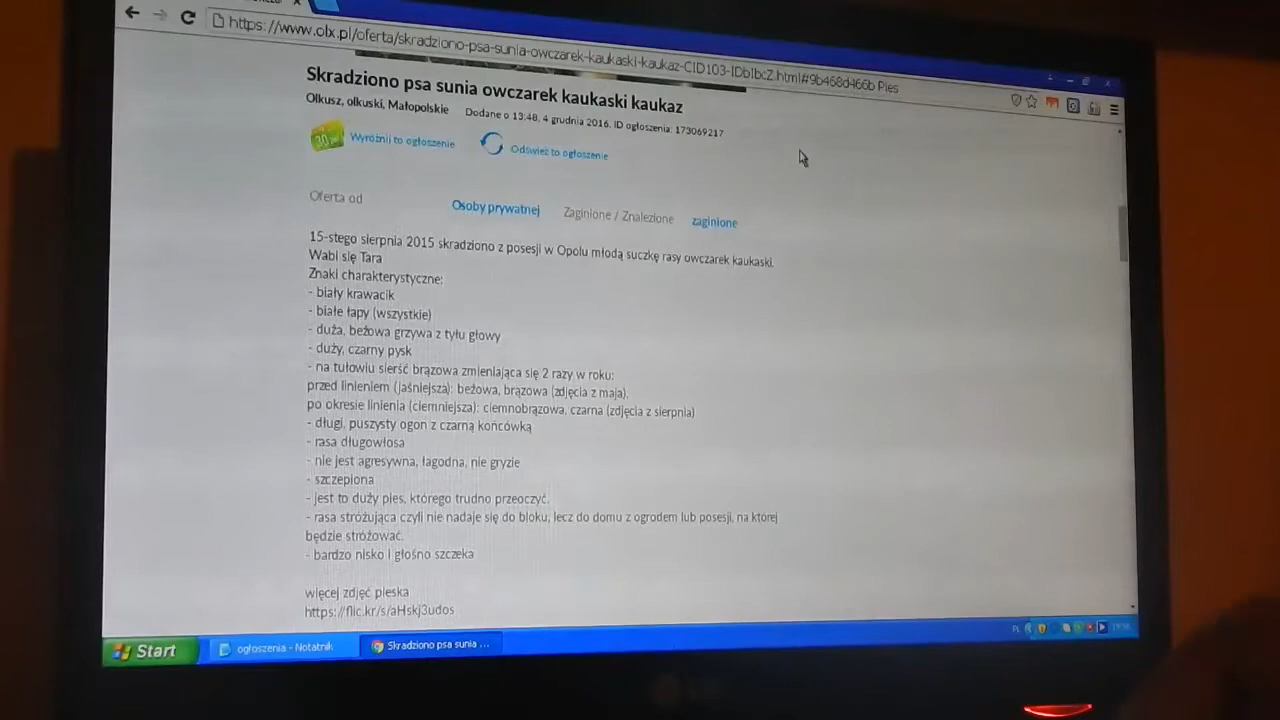 https://www.olx.pl/oferta/skradziono-psa-sunia-owczarek-kaukaski-kaukaz-CID103-IDbIbcZ.html#9b468d466b Pies
Skradziono psa sunia owczarek kaukaski kaukaz
Olkusz, olkuski, Małopolskie Dodane o 13:48, 4 grudnia 2016, ID ogłoszenia: 173069217
30
Wyróżnij to ogłoszenie Odśwież to ogłoszenie
Oferta od Osoby prywatnej Zaginione / Znalezione zaginione
15-stego sierpnia 2015 skradziono z posesji w Opolu młodą suczkę rasy owczarek kaukaski.
Wabi się Tara
Znaki charakterystyczne:
- biały krawacik
- białe łapy (wszystkie)
- duża, beżowa grzywa z tyłu głowy
- duży, czarny pysk
- na tułowiu sierść brązowa zmieniająca się 2 razy w roku:
przed linieniem (jaśniejsza): beżowa, brązowa (zdjęcia z maja),
po okresie linienia (ciemniejsza): ciemnobrązowa, czarna (zdjęcia z sierpnia)
- długi, puszysty ogon z czarną końcówką
- rasa długowłosa
- nie jest agresywna, łagodna, nie gryzie
- szczepiona
- jest to duży pies, którego trudno przeoczyć.
- rasa stróżująca czyli nie nadaje się do bloku, lecz do domu z ogrodem lub posesji, na której
będzie stróżować.
- bardzo nisko i głośno szczeka
więcej zdjęć pieska
https://flic.kr/s/aHskj3udos
Start ogłoszenia - Notatnik Skradziono psa sunia ... PL